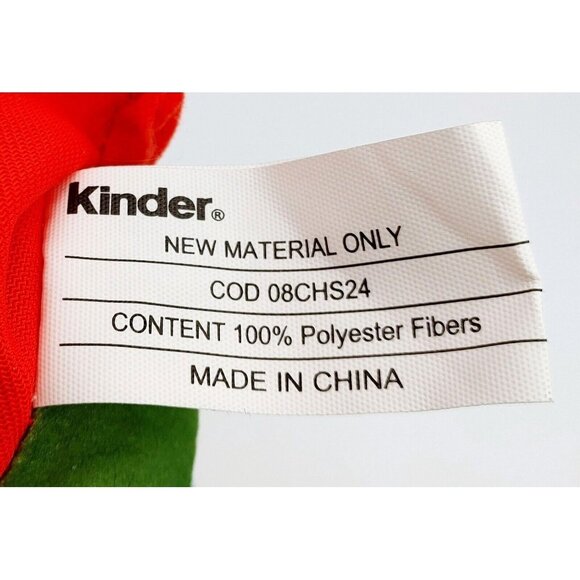 Kinder®
NEW MATERIAL ONLY
COD 08CHS24
CONTENT 100% Polyester Fibers
MADE IN CHINA